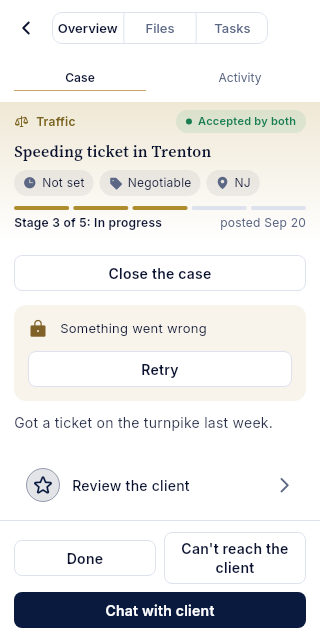 Overview
Files
Tasks
Case
Activity
Traffic
Accepted by both
Speeding ticket in Trenton
Not set
Negotiable
NJ
Stage 3 of 5: In progress
posted Sep 20
Close the case
Something went wrong
Retry
Got a ticket on the turnpike last week.
Review the client
Done
Can't reach the
client
Chat with client